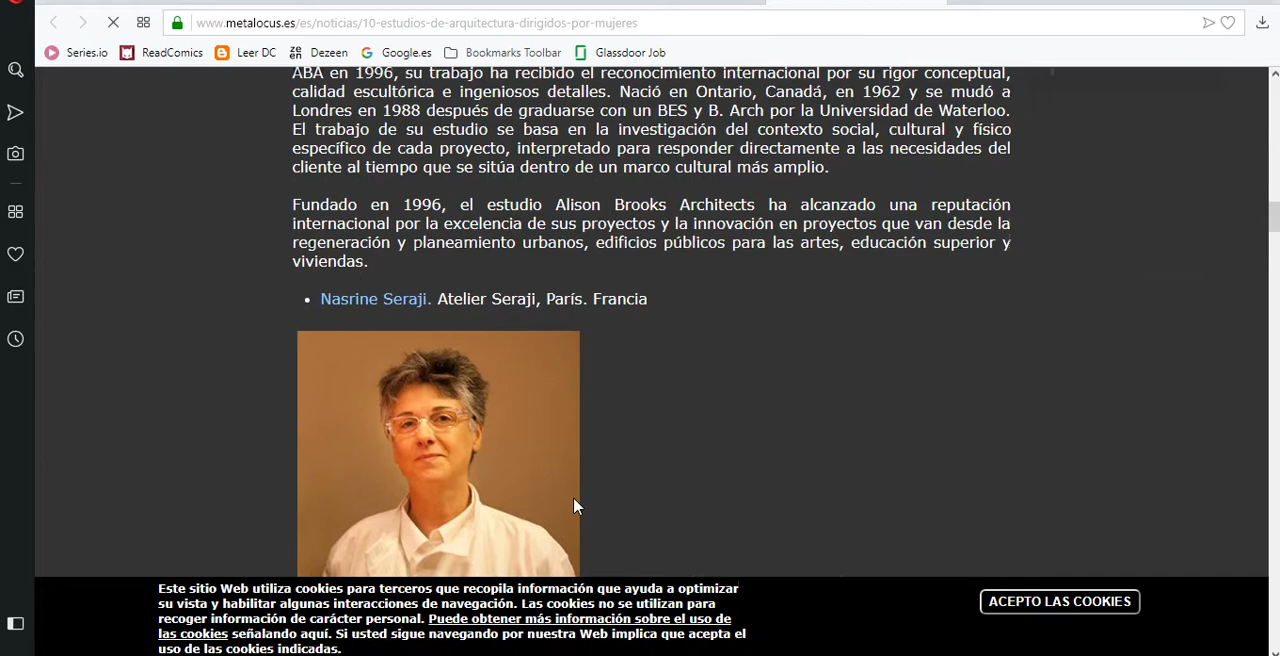 www.metalocus.es/es/noticias/10-estudios-de-arquitectura-dirigidos-por-mujeres
Series.io ReadComics Leer DC Dezeen Google.es Bookmarks Toolbar Glassdoor Job
ABA en 1996, su trabajo ha recibido el reconocimiento internacional por su rigor conceptual,
calidad escultórica e ingeniosos detalles. Nació en Ontario, Canadá, en 1962 y se mudó a
Londres en 1988 después de graduarse con un BES y B. Arch por la Universidad de Waterloo.
El trabajo de su estudio se basa en la investigación del contexto social, cultural y físico
específico de cada proyecto, interpretado para responder directamente a las necesidades del
cliente al tiempo que se sitúa dentro de un marco cultural más amplio.
Fundado en 1996, el estudio Alison Brooks Architects ha alcanzado una reputación
internacional por la excelencia de sus proyectos y la innovación en proyectos que van desde la
regeneración y planeamiento urbanos, edificios públicos para las artes, educación superior y
viviendas.
• Nasrine Seraji. Atelier Seraji, París. Francia
Este sitio Web utiliza cookies para terceros que recopila información que ayuda a optimizar
su vista y habilitar algunas interacciones de navegación. Las cookies no se utilizan para
recoger información de carácter personal. Puede obtener más información sobre el uso de
las cookies señalando aquí. Si usted sigue navegando por nuestra Web implica que acepta el
uso de las cookies indicadas.
ACEPTO LAS COOKIES